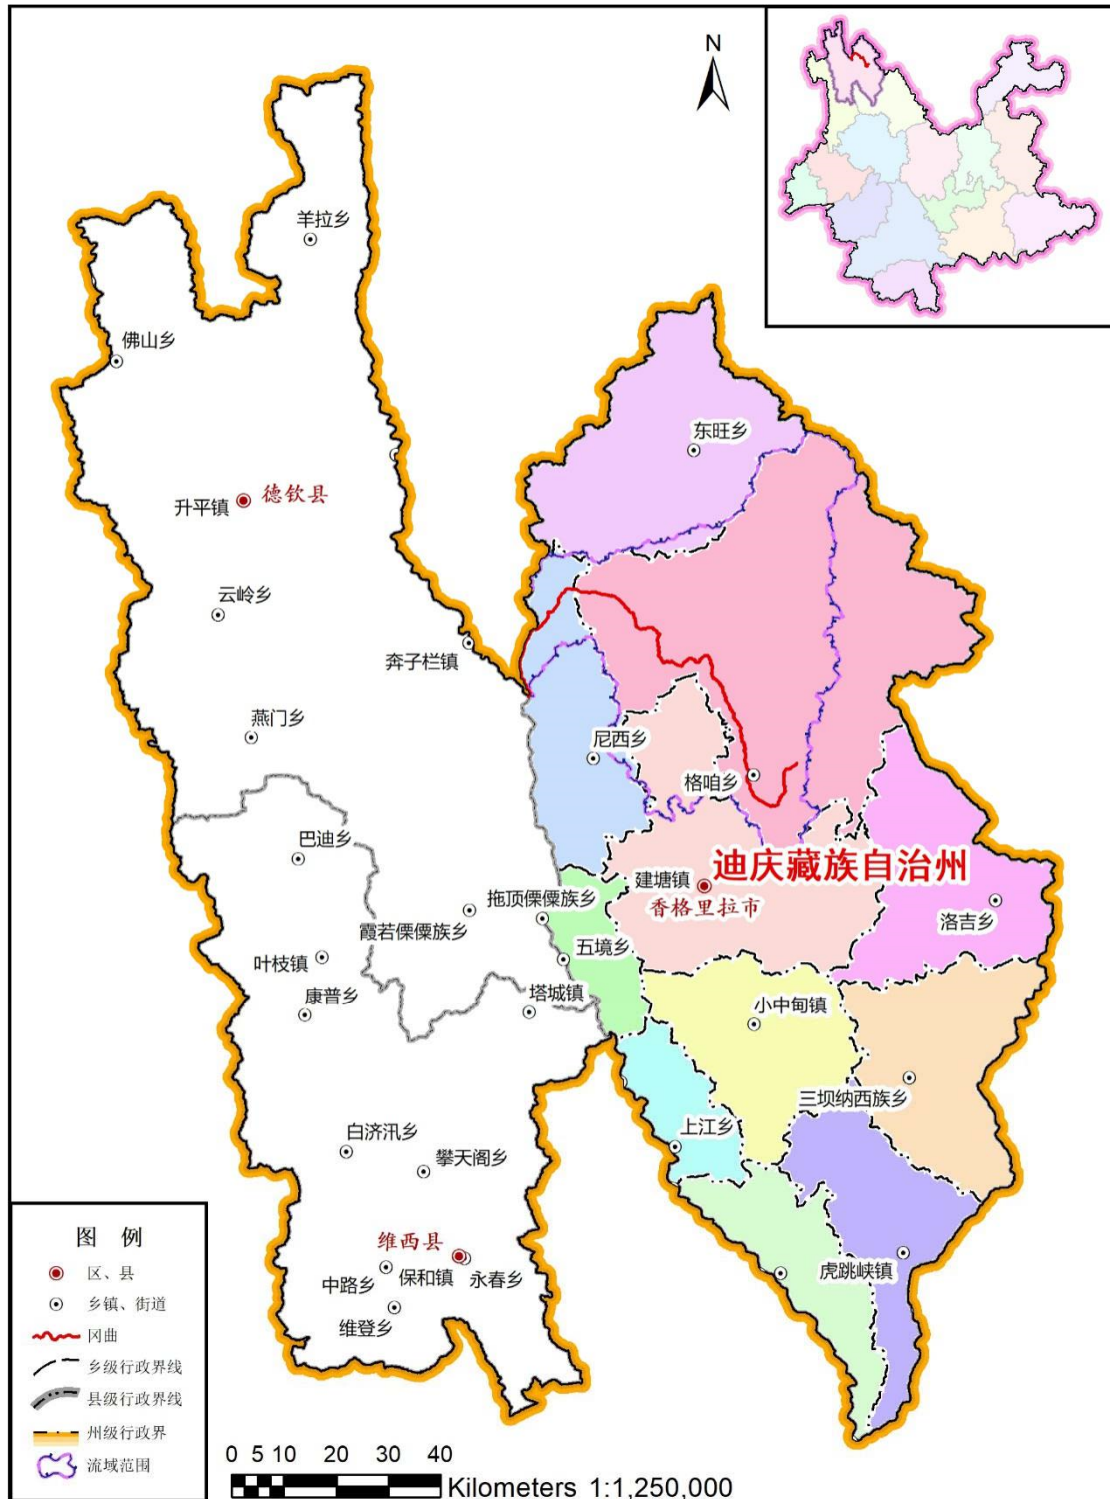 N
羊拉乡
佛山乡
东旺乡
德钦县
升平镇
云岭乡
奔子栏镇
燕门乡
尼西乡
格咱乡
巴迪乡
迪庆藏族自治州
建塘镇
香格里拉市
拖顶傈僳族乡
洛吉乡
霞若傈僳族乡
五境乡
叶枝镇
康普乡
塔城镇
小中甸镇
三坝纳西族乡
上江乡
白济汛乡
攀天阁乡
维西县
中路乡
保和镇
永春乡
虎跳峡镇
维登乡
图 例
区、县
乡镇、街道
冈曲
乡级行政界线
县级行政界线
州级行政界
流域范围
0 5 10 20 30 40
Kilometers 1:1,250,000